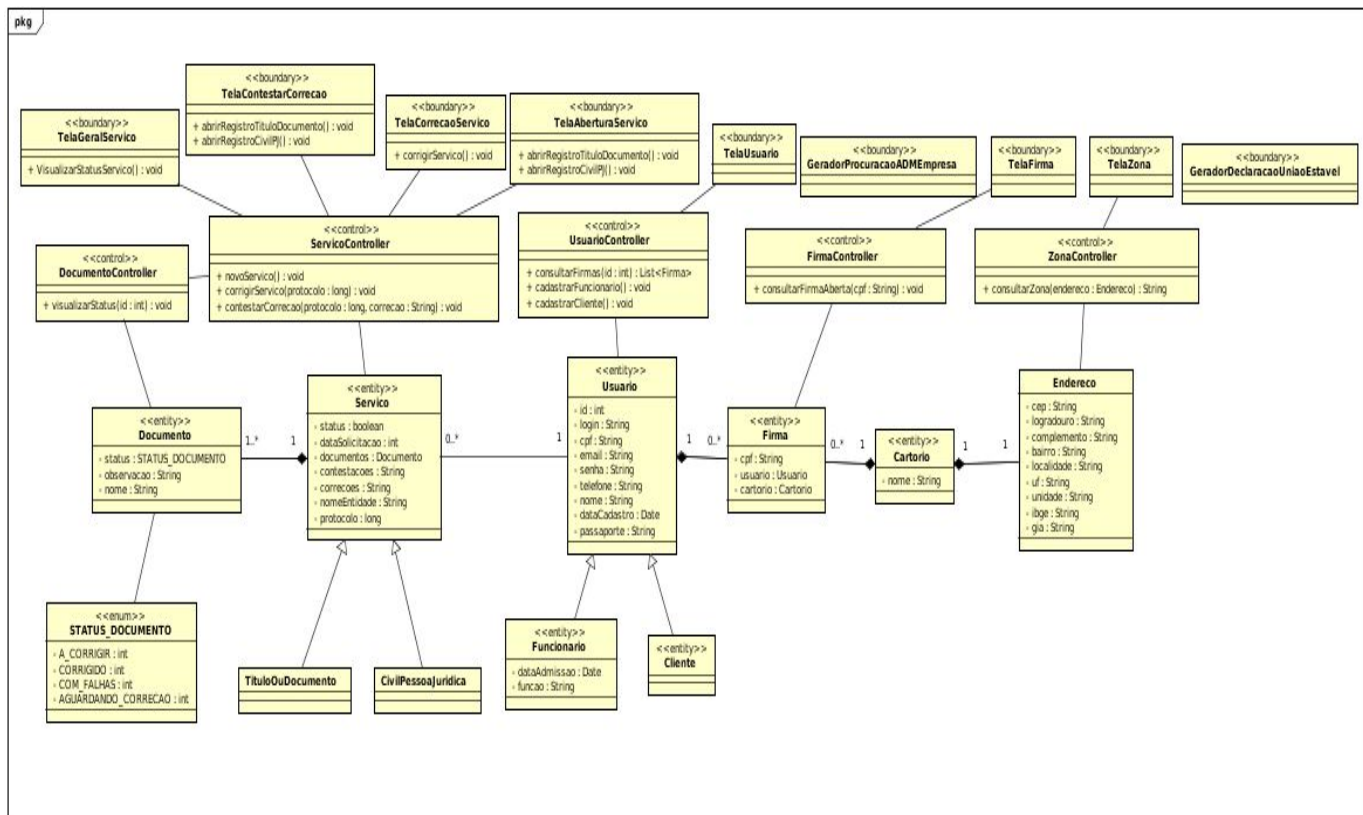 pkg
<<boundary>>
TelaGeralServico
+ VisualizarStatusServico() : void
<<boundary>>
TelaContestarCorrecao
+ abrirRegistroTituloDocumento() : void
+ abrirRegistroCivilPJ() : void
<<boundary>>
TelaCorrecaoServico
+ corrigirServico() : void
<<boundary>>
TelaAberturaServico
+ abrirRegistroTituloDocumento() : void
+ abrirRegistroCivilPJ() : void
<<boundary>>
TelaUsuario
<<boundary>>
GeradorProcuracaoADMEmpresa
<<boundary>>
TelaFirma
<<boundary>>
TelaZona
<<boundary>>
GeradorDeclaracaoUniaoEstavel
<<control>>
DocumentoController
+ visualizarStatus(id : int) : void
<<control>>
ServicoController
+ novoServico() : void
+ corrigirServico(protocolo : long) : void
+ contestarCorrecao(protocolo : long, correcao : String) : void
<<control>>
UsuarioController
+ consultarFirmas(id : int) : List<Firma>
+ cadastrarFuncionario() : void
+ cadastrarCliente() : void
<<control>>
FirmaController
+ consultarFirmaAberta(cpf : String) : void
<<control>>
ZonaController
+ consultarZona(endereco : Endereco) : String
<<entity>>
Documento
- status : STATUS_DOCUMENTO
- observacao : String
- nome : String
1..*
1
<<entity>>
Servico
- status : boolean
- dataSolicitacao : int
- documentos : Documento
- contestacoes : String
- correcoes : String
- nomeEntidade : String
- protocolo : long
0..*
1
<<entity>>
Usuario
- id : int
- login : String
- cpf : String
- email : String
- senha : String
- telefone : String
- nome : String
- dataCadastro : Date
- passaporte : String
1
0..*
<<entity>>
Firma
- cpf : String
- usuario : Usuario
- cartorio : Cartorio
0..*
1
<<entity>>
Cartorio
- nome : String
1
1
Endereco
- cep : String
- logradouro : String
- complemento : String
- bairro : String
- localidade : String
- uf : String
- unidade : String
- ibge : String
- gia : String
<<enum>>
STATUS_DOCUMENTO
- A_CORRIGIR : int
- CORRIGIDO : int
- COM_FALHAS : int
- AGUARDANDO_CORRECAO : int
TituloOuDocumento
CivilPessoaJuridica
<<entity>>
Funcionario
- dataAdmissao : Date
- funcao : String
<<entity>>
Cliente